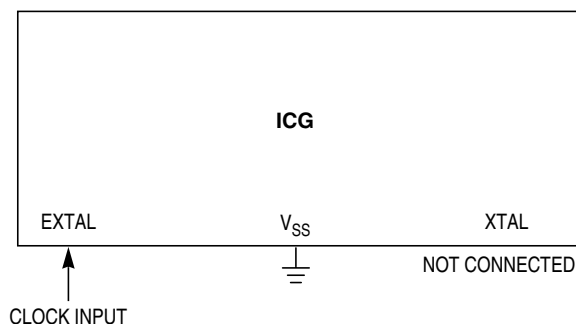 ICG
EXTAL
VSS
XTAL
NOT CONNECTED
CLOCK INPUT